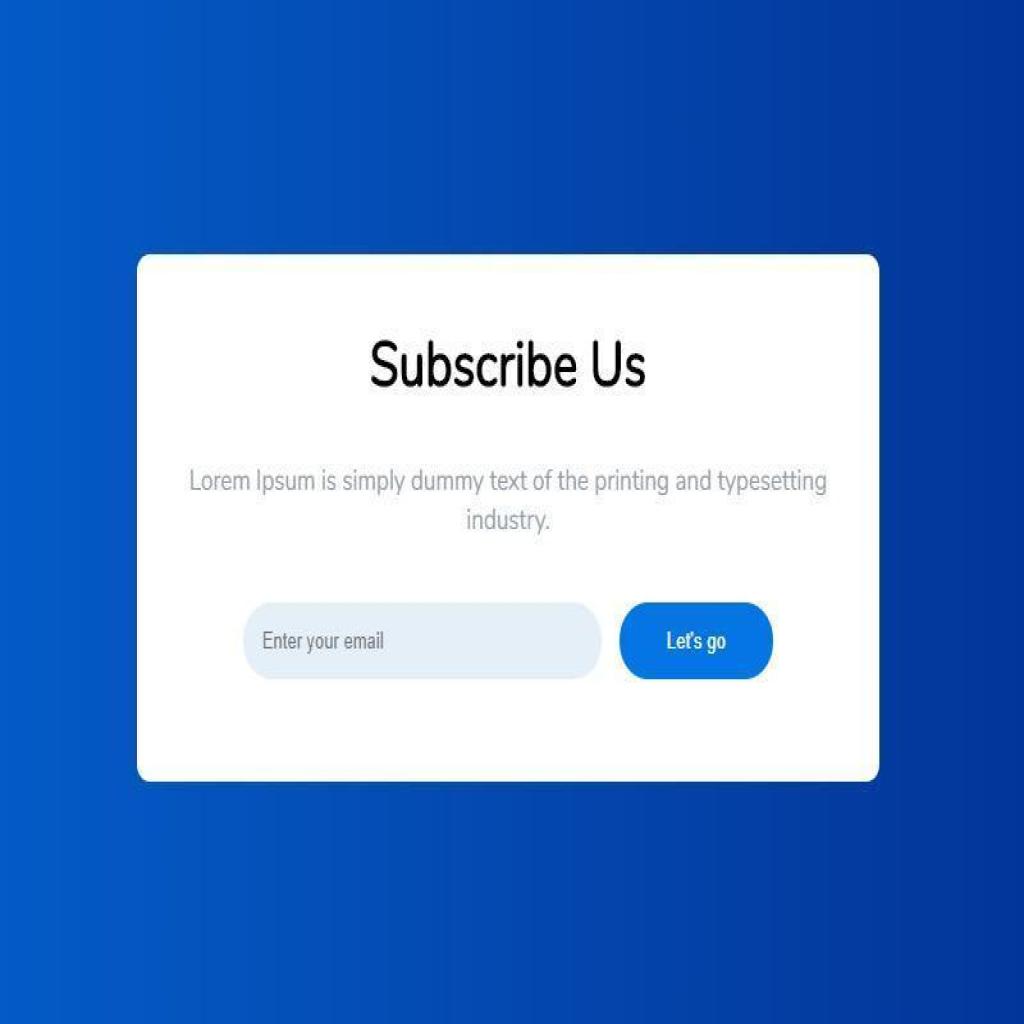 Subscribe Us
Lorem Ipsum is simply dummy text of the printing and typesetting
industry.
Enter your email
Let's go